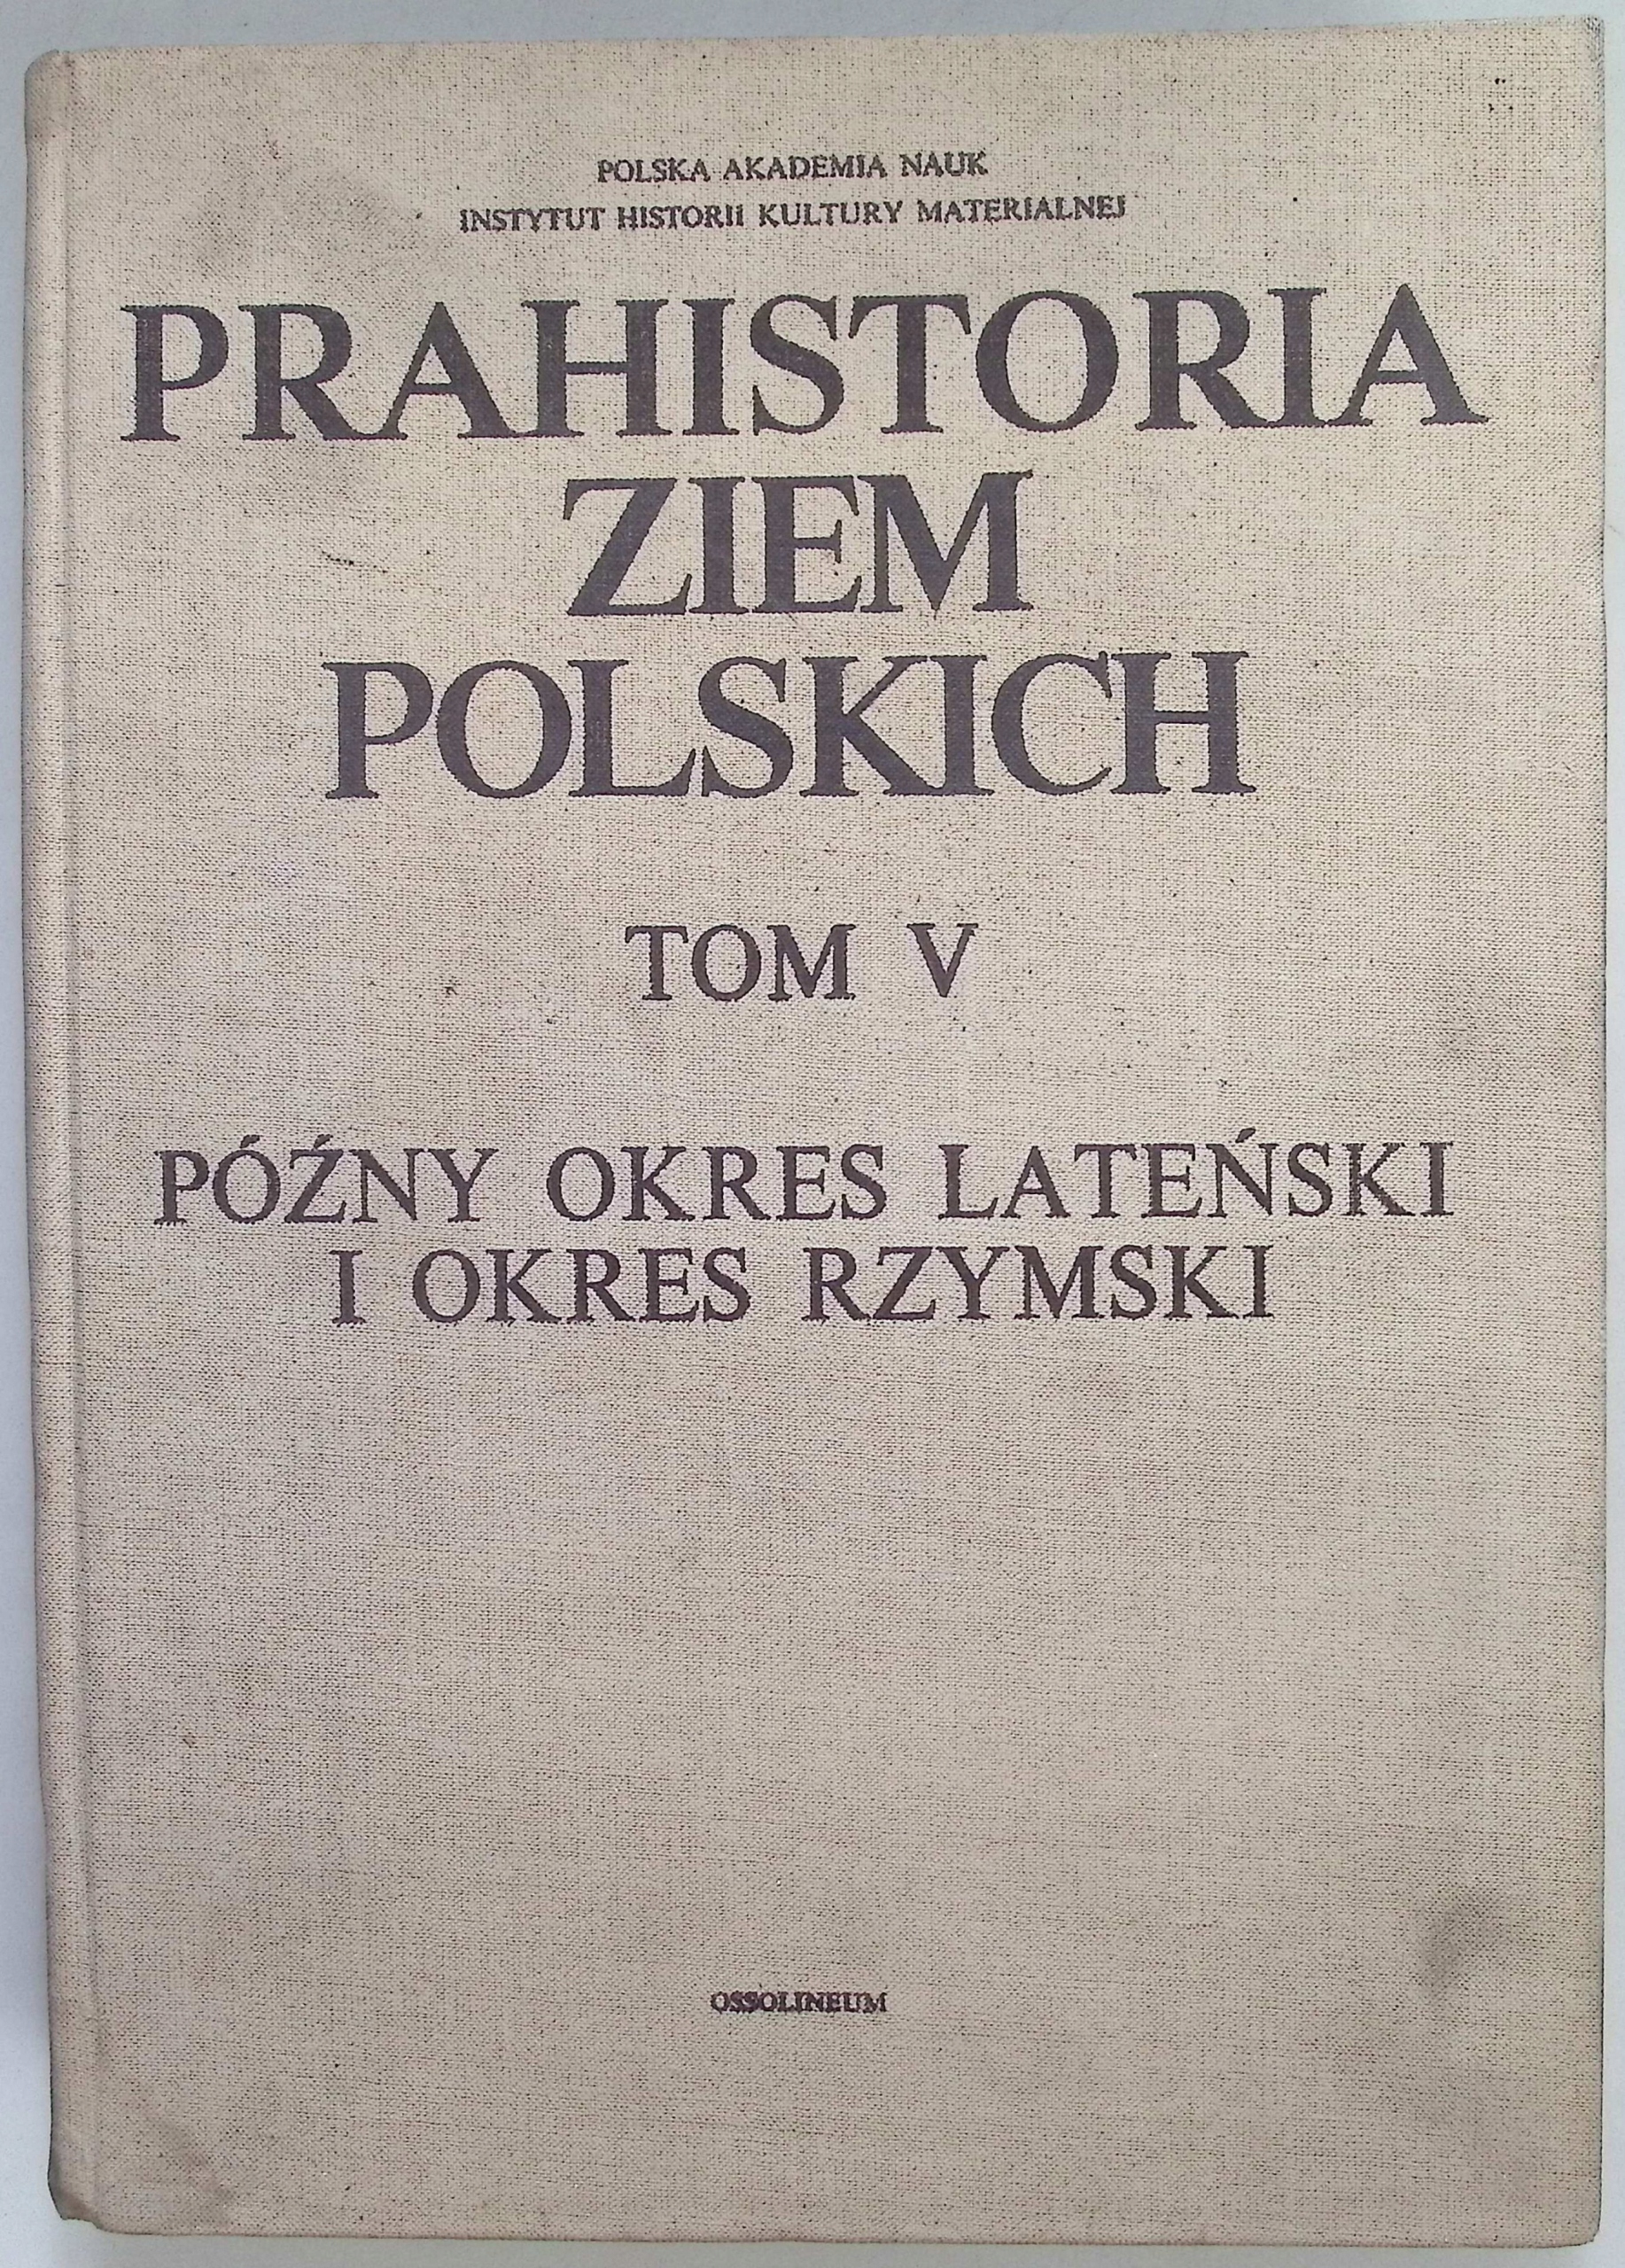 POLSKA AKADEMIA NAUK
INSTYTUT HISTORII KULTURY MATERIALNEJ
PRAHISTORIA
ZIEM
POLSKICH
TOM V
PÓŹNY OKRES LATEŃSKI
I OKRES RZYMSKI
OSSOLINEUM